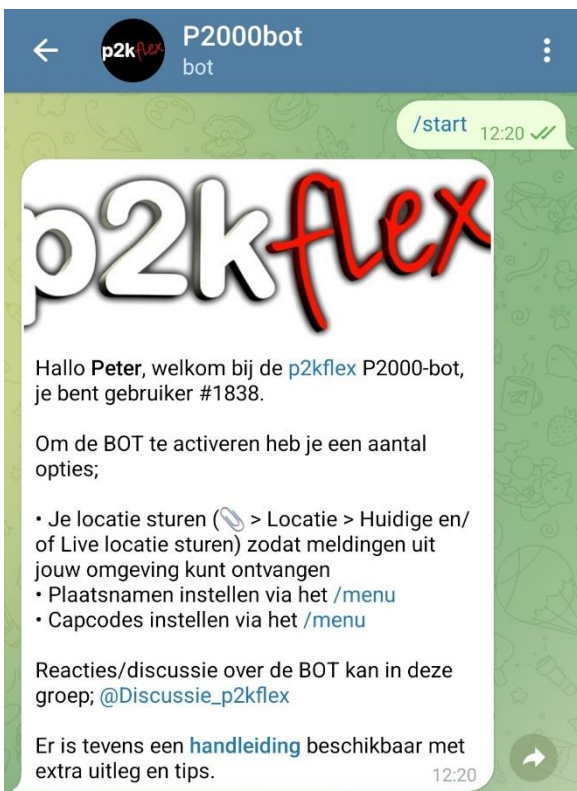 p2kflex
P2000bot
bot
/start 12:20
p2kflex
Hallo Peter, welkom bij de p2kflex P2000-bot,
je bent gebruiker #1838.
Om de BOT te activeren heb je een aantal
opties;
• Je locatie sturen (📎 > Locatie > Huidige en/
of Live locatie sturen) zodat meldingen uit
jouw omgeving kunt ontvangen
• Plaatsnamen instellen via het /menu
• Capcodes instellen via het /menu
Reacties/discussie over de BOT kan in deze
groep; @Discussie_p2kflex
Er is tevens een handleiding beschikbaar met
extra uitleg en tips. 12:20